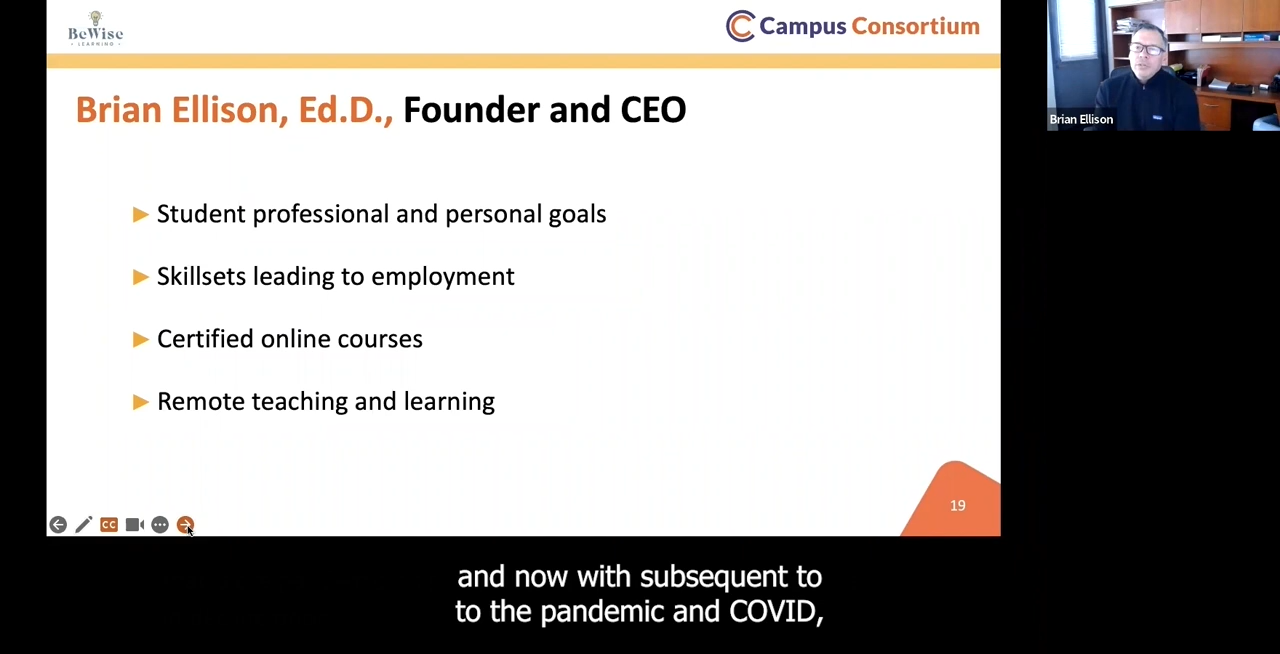 BeWise
LEARNING
Campus Consortium
Brian Ellison, Ed.D., Founder and CEO
Student professional and personal goals
Skillsets leading to employment
Certified online courses
Remote teaching and learning
CC
19
Brian Ellison
and now with subsequent to
to the pandemic and COVID,